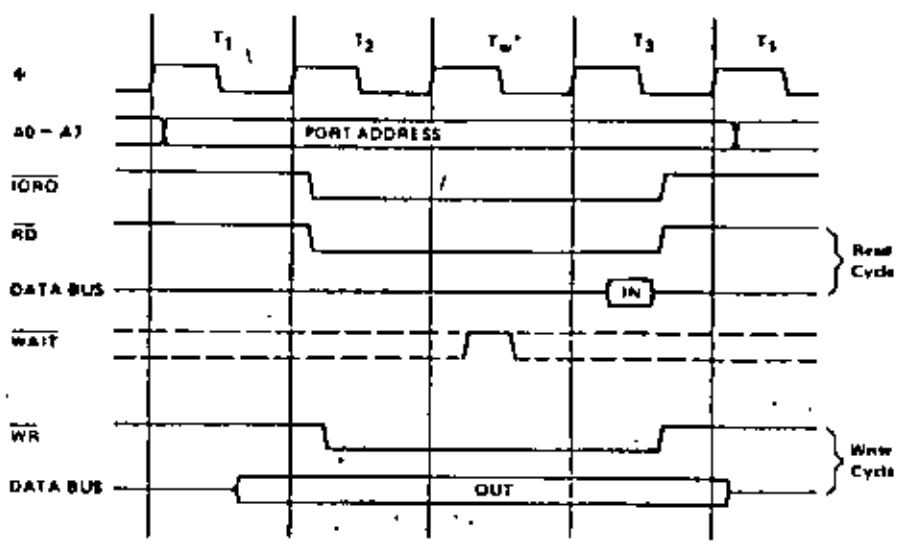 T1 T2 Tw* T3 T1
Φ
A0 – A7 PORT ADDRESS
IORQ
RD
Read
Cycle
DATA BUS IN
WAIT
WR
Write
Cycle
DATA BUS OUT